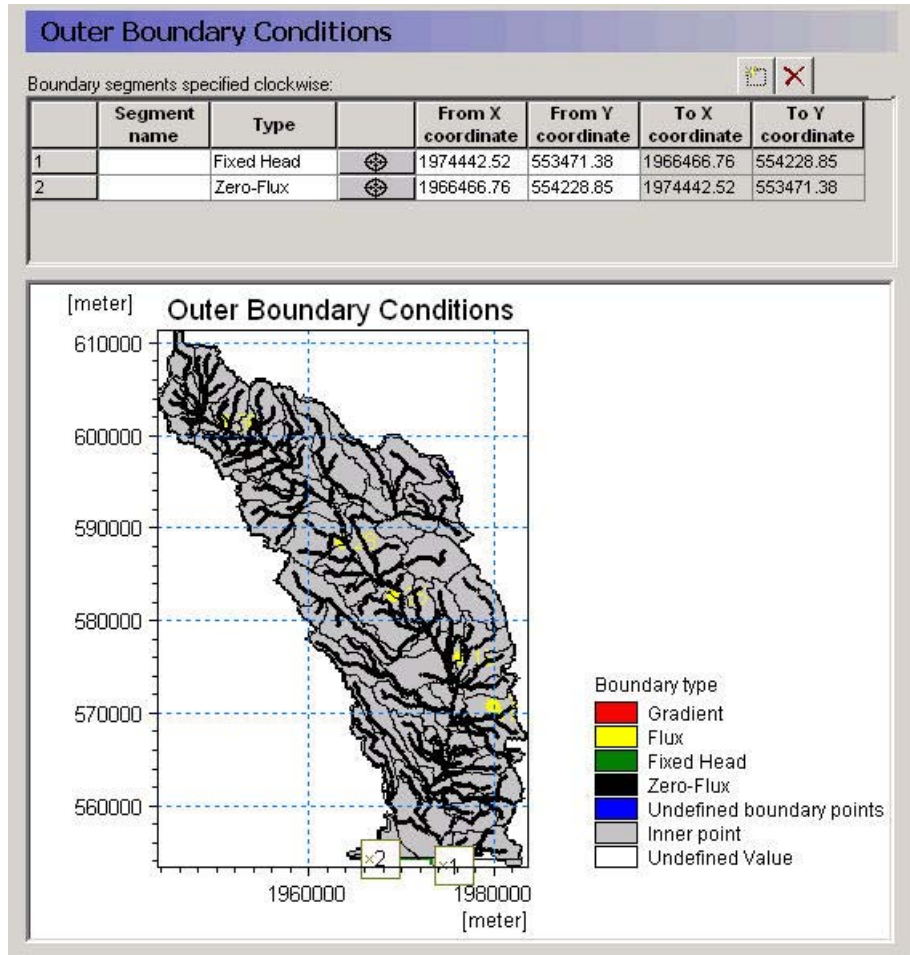 Outer Boundary Conditions
Boundary segments specified clockwise:
Segment name Type From X coordinate From Y coordinate To X coordinate To Y coordinate
1 Fixed Head 1974442.52 553471.38 1966466.76 554228.85
2 Zero-Flux 1966466.76 554228.85 1974442.52 553471.38
[meter]
Outer Boundary Conditions
610000
600000
590000
580000
570000
560000
×2
×1
1960000 1980000
[meter]
Boundary type
Gradient
Flux
Fixed Head
Zero-Flux
Undefined boundary points
Inner point
Undefined Value